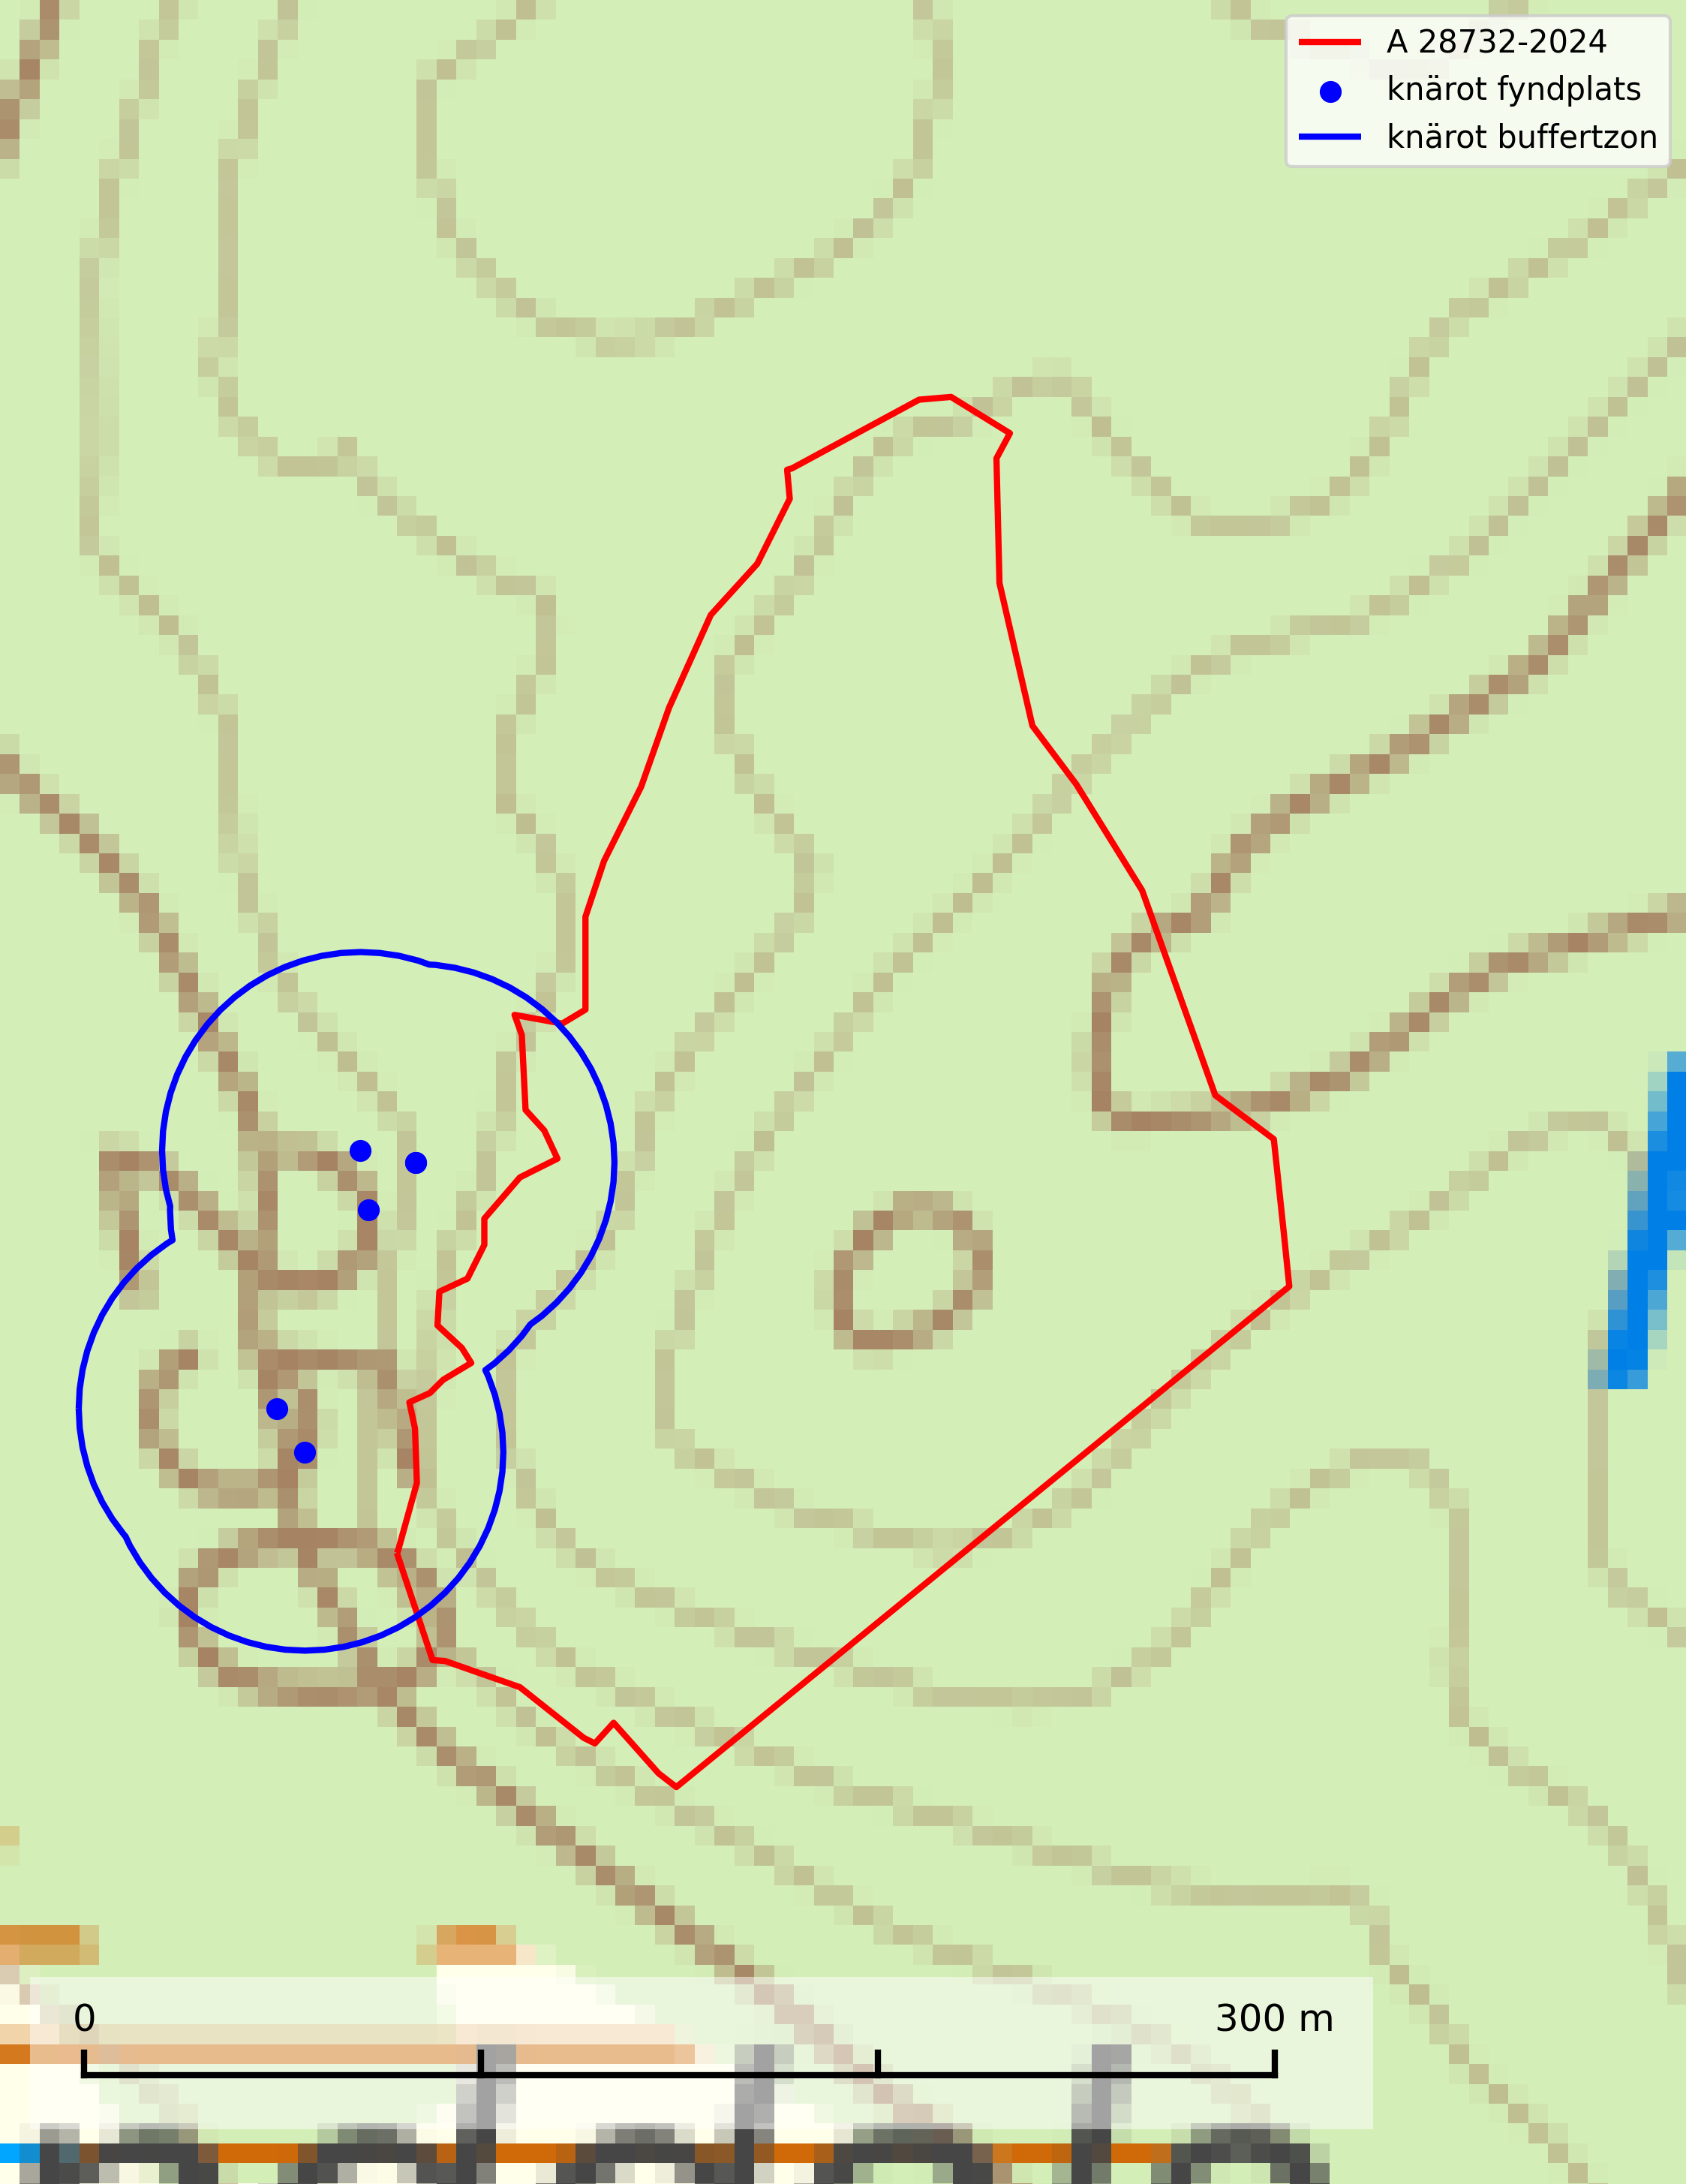 A 28732-2024
knärot fyndplats
knärot buffertzon
0 300 m